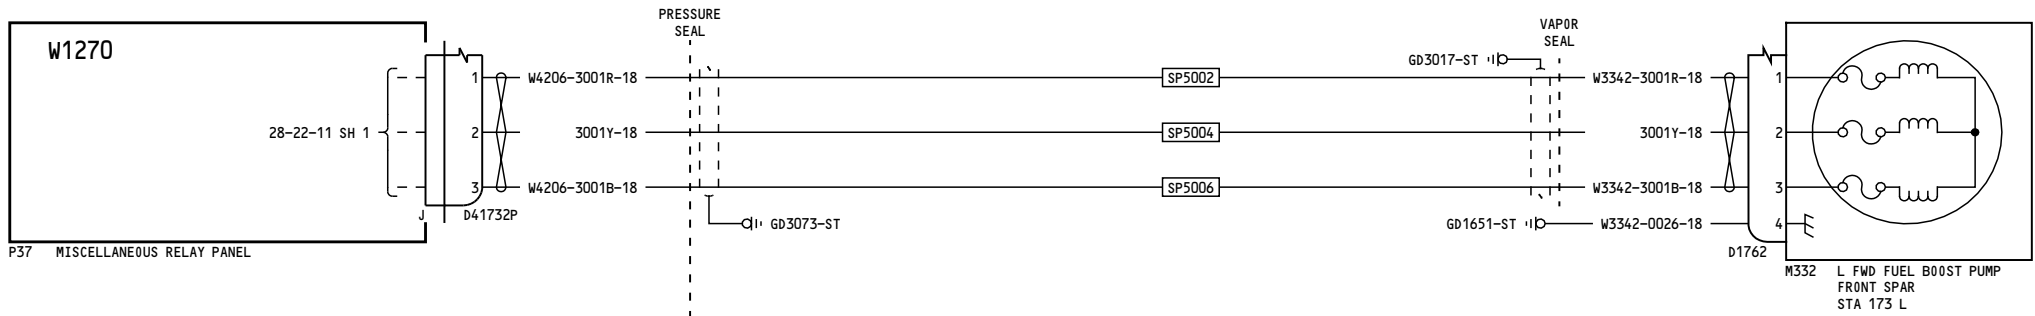 PRESSURE
SEAL
VAPOR
SEAL
W1270
GD3017-ST
1 W4206-3001R-18 SP5002 W3342-3001R-18 1
28-22-11 SH 1 2 3001Y-18 SP5004 3001Y-18 2
3 W4206-3001B-18 SP5006 W3342-3001B-18 3
J D41732P
GD3073-ST GD1651-ST W3342-0026-18 4
P37 MISCELLANEOUS RELAY PANEL
D1762
M332 L FWD FUEL BOOST PUMP
FRONT SPAR
STA 173 L